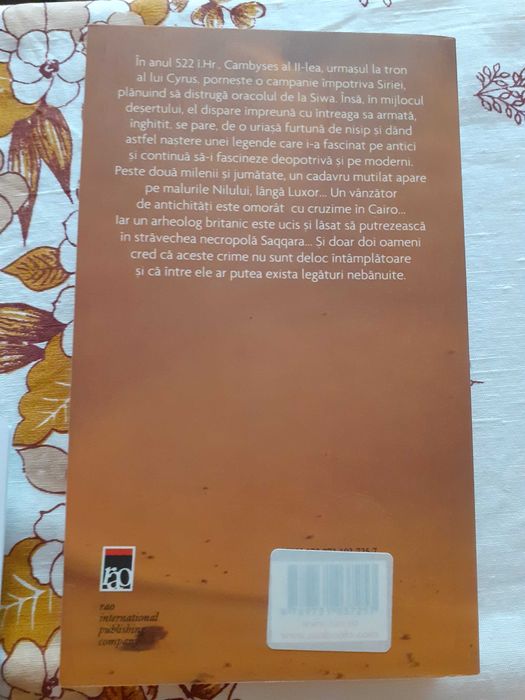 În anul 522 î.Hr., Cambyses al II-lea, urmașul la tron
al lui Cyrus, pornește o campanie împotriva Siriei,
plănuind să distrugă oracolul de la Siwa. Însă, în mijlocul
deșertului, el dispare împreună cu întreaga sa armată,
înghițit, se pare, de o uriașă furtună de nisip și dând
astfel naștere unei legende care i-a fascinat pe antici
și continuă să-i fascineze deopotrivă și pe moderni.
Peste două milenii și jumătate, un cadavru mutilat apare
pe malurile Nilului, lângă Luxor... Un vânzător
de antichități este omorât cu cruzime în Cairo...
Iar un arheolog britanic este ucis și lăsat să putrezească
în străvechea necropolă Saqqara... Și doar doi oameni
cred că aceste crime nu sunt deloc întâmplătoare
și că între ele ar putea exista legături nebănuite.
rao
rao
international
publishing
company